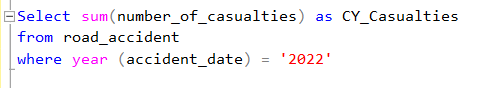 Select sum(number_of_casualties) as CY_Casualties
from road_accident
where year (accident_date) = '2022'